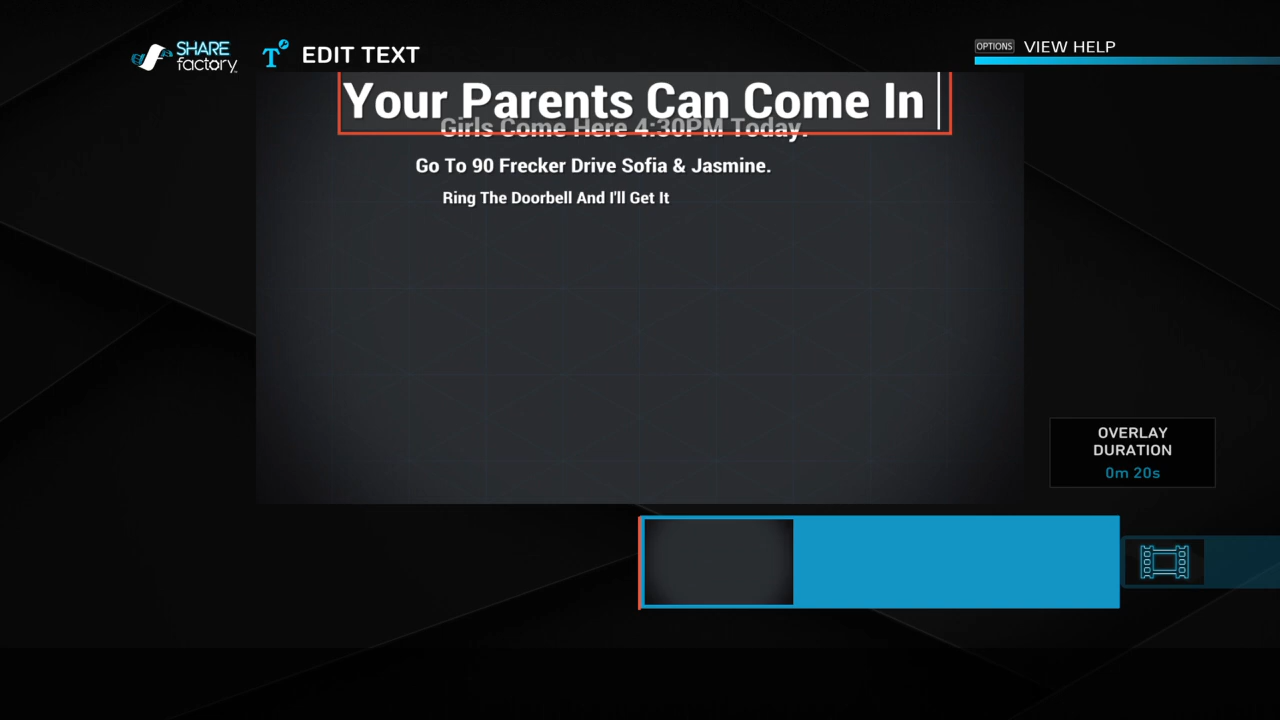 SHARE
factory™
T
EDIT TEXT
OPTIONS
VIEW HELP
Your Parents Can Come In
Girls Come Here 4:30PM Today.
Go To 90 Frecker Drive Sofia & Jasmine.
Ring The Doorbell And I'll Get It
OVERLAY
DURATION
0m 20s